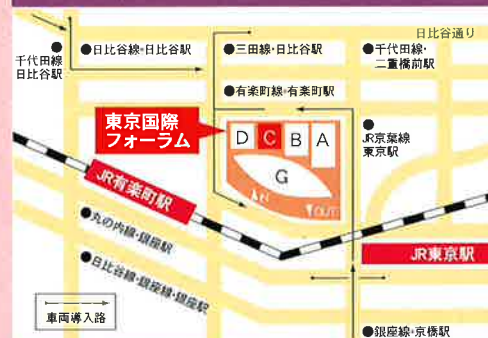 日比谷通り
●千代田線
日比谷駅
●日比谷線・日比谷駅
●三田線・日比谷駅
●千代田線・
二重橋前駅
●有楽町線・有楽町駅
東京国際
フォーラム
D
C
B
A
G
IN
OUT
●
JR京葉線
東京駅
JR有楽町駅
●丸の内線・銀座駅
●日比谷線・銀座線・銀座駅
JR東京駅
車両導入路
●銀座線・京橋駅